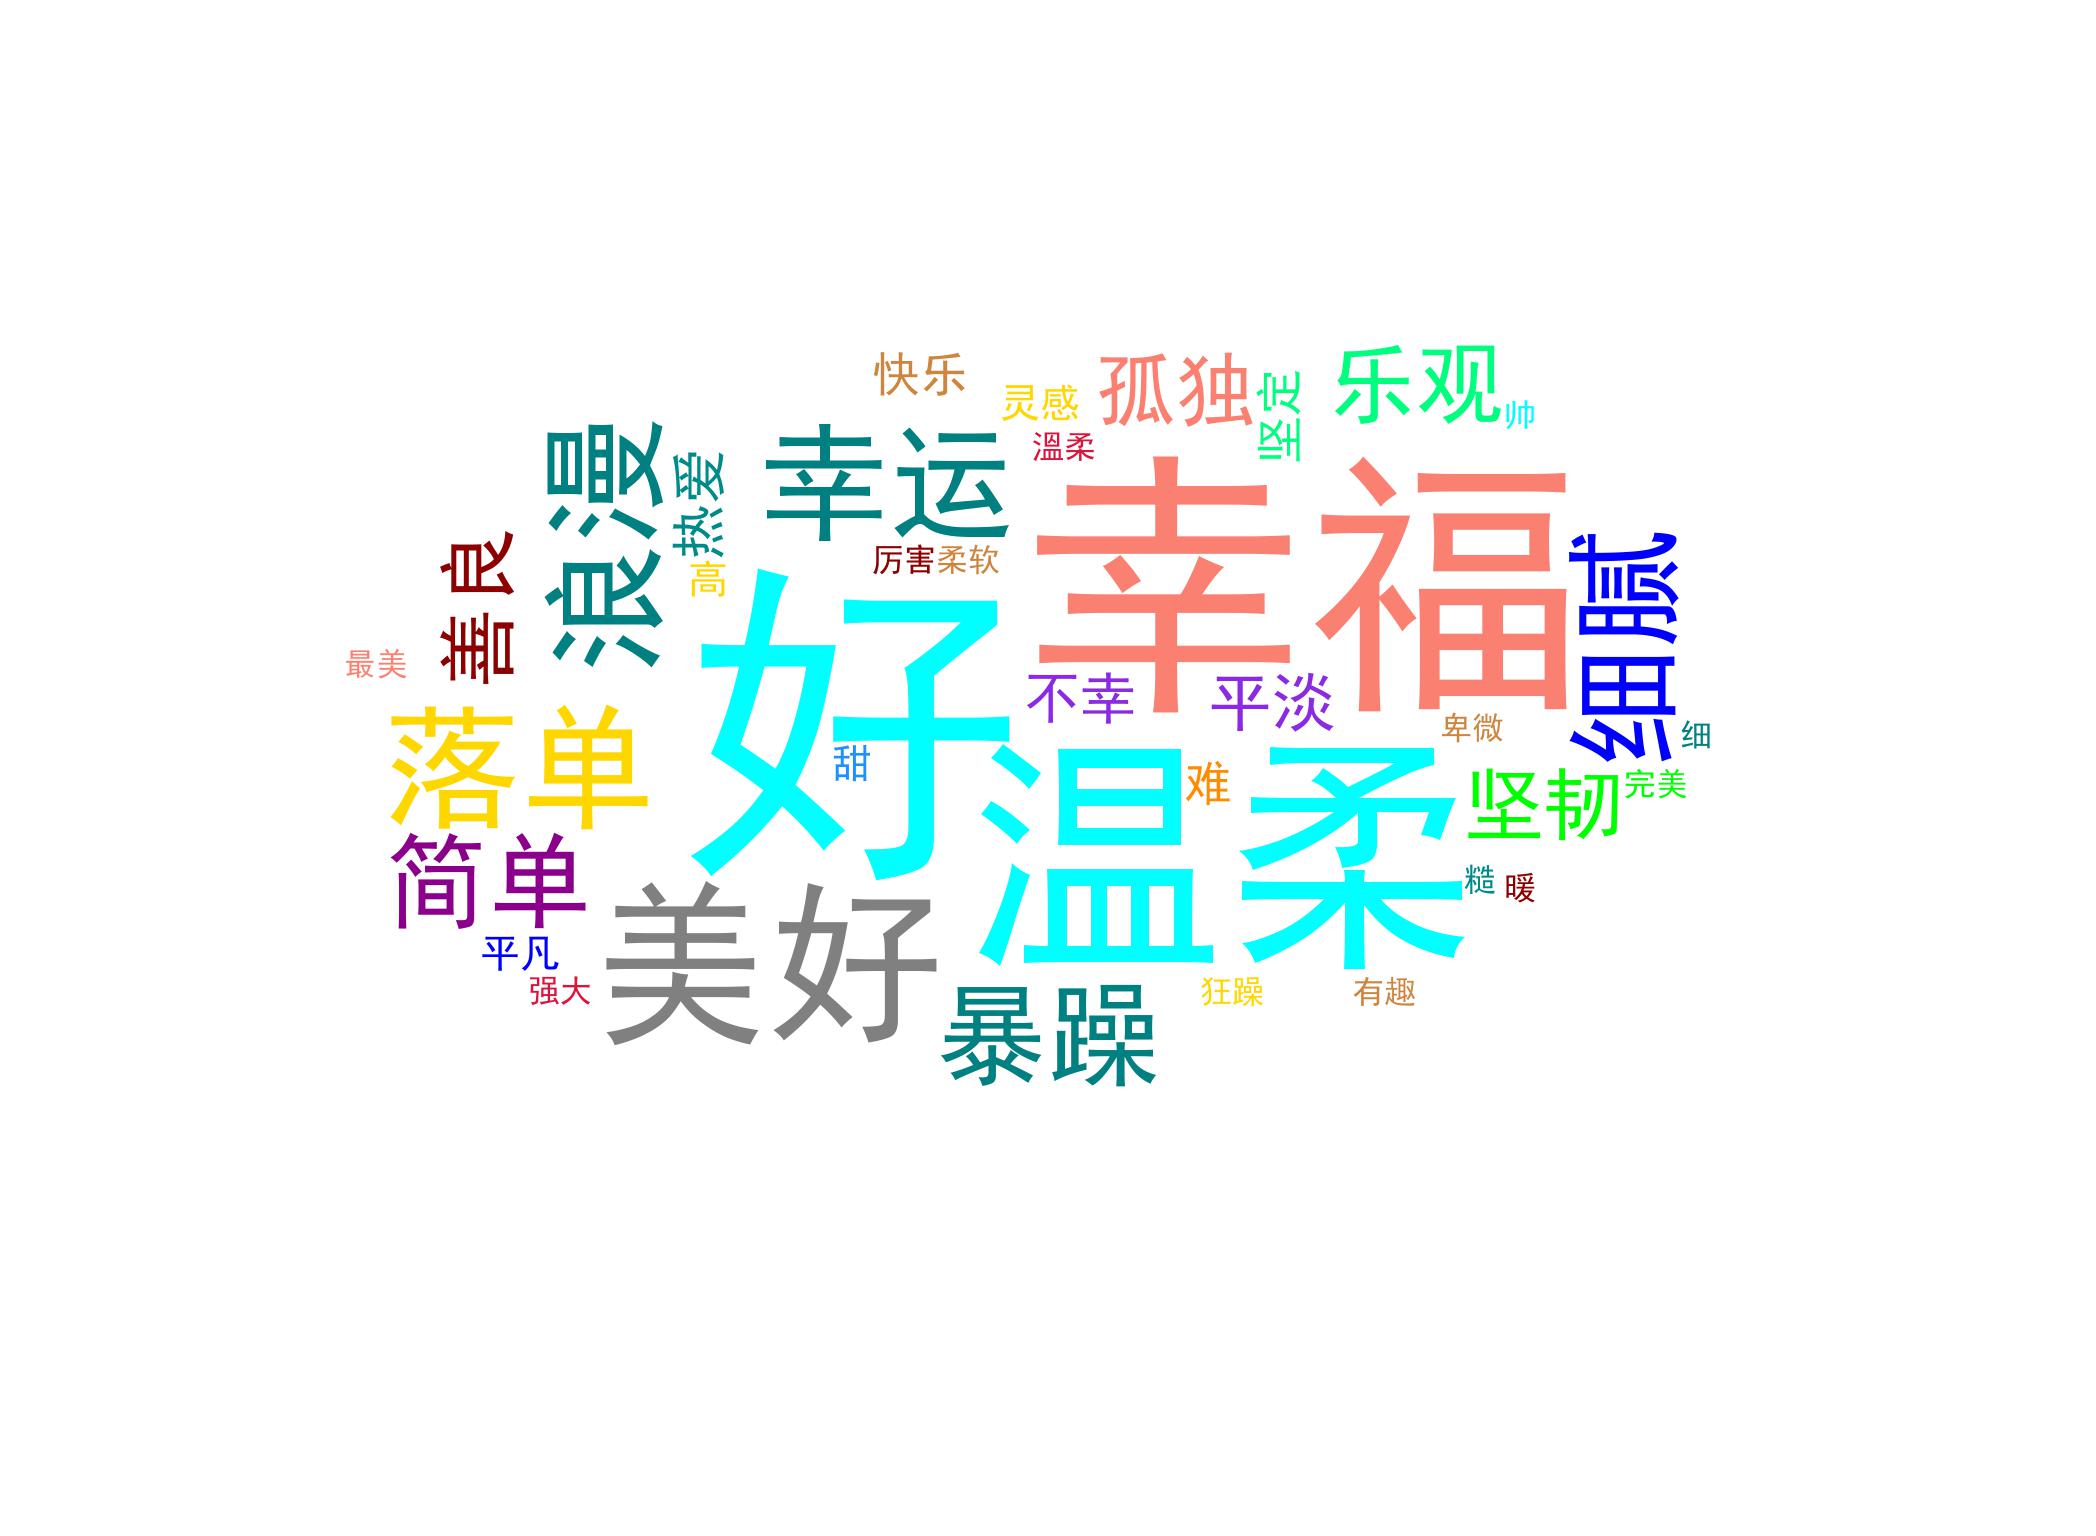 快乐
灵感
孤独
坚定
乐观
帅
溫柔
浪漫
热爱
幸运
幸福
善良
厉害
柔软
高
细腻
最美
好
不幸
平淡
卑微
细
落单
甜
温柔
难
坚韧
完美
简单
糙
暖
美好
平凡
强大
暴躁
狂躁
有趣